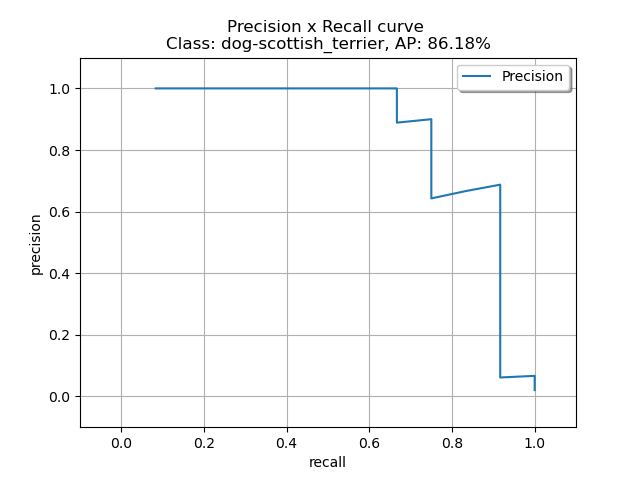 Precision x Recall curve
Class: dog-scottish_terrier, AP: 86.18%
Precision
1.0
0.8
0.6
0.4
0.2
0.0
precision
0.0 0.2 0.4 0.6 0.8 1.0
recall